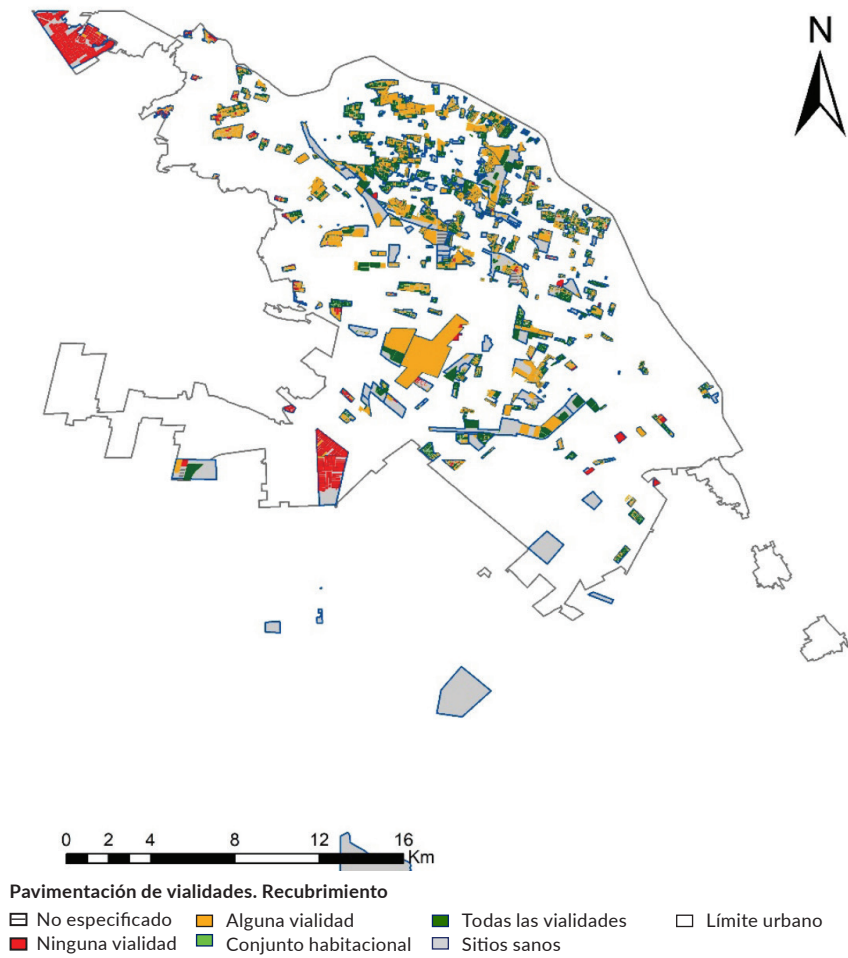 N
0 2 4 8 12 16
Km
Pavimentación de vialidades. Recubrimiento
No especificado Alguna vialidad Todas las vialidades Límite urbano
Ninguna vialidad Conjunto habitacional Sitios sanos